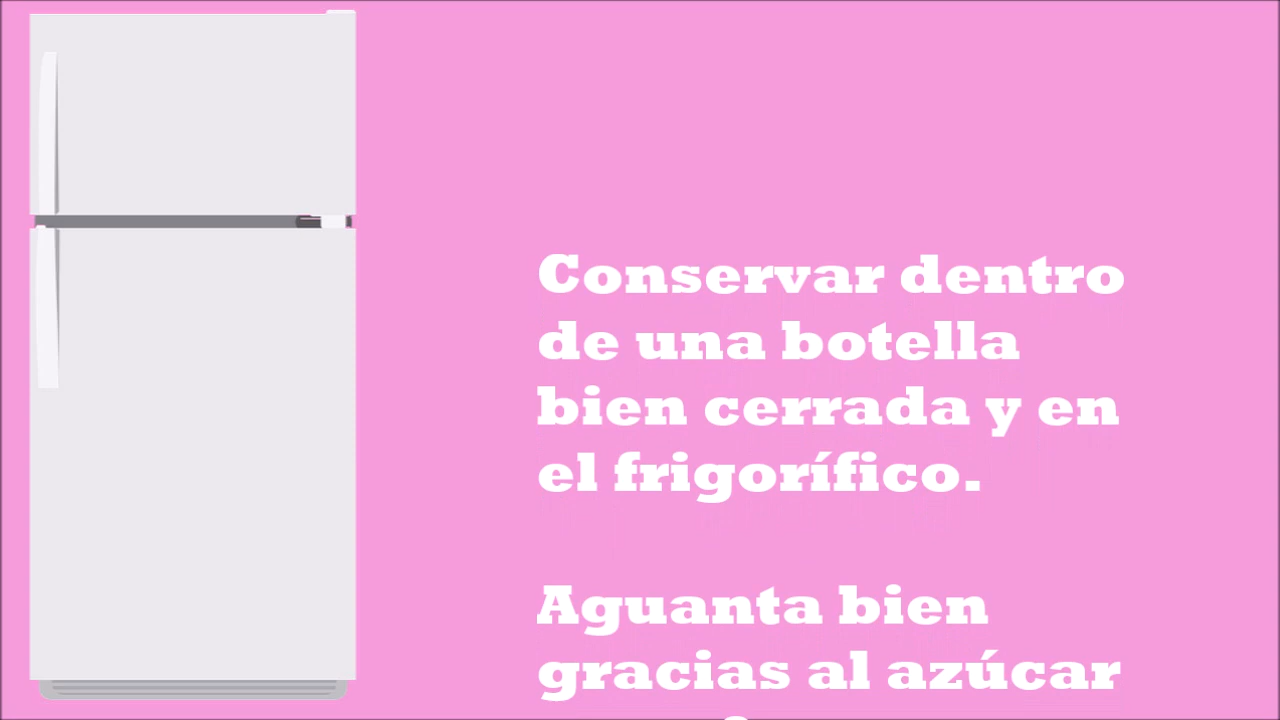 Conservar dentro
de una botella
bien cerrada y en
el frigorífico.
Aguanta bien
gracias al azúcar